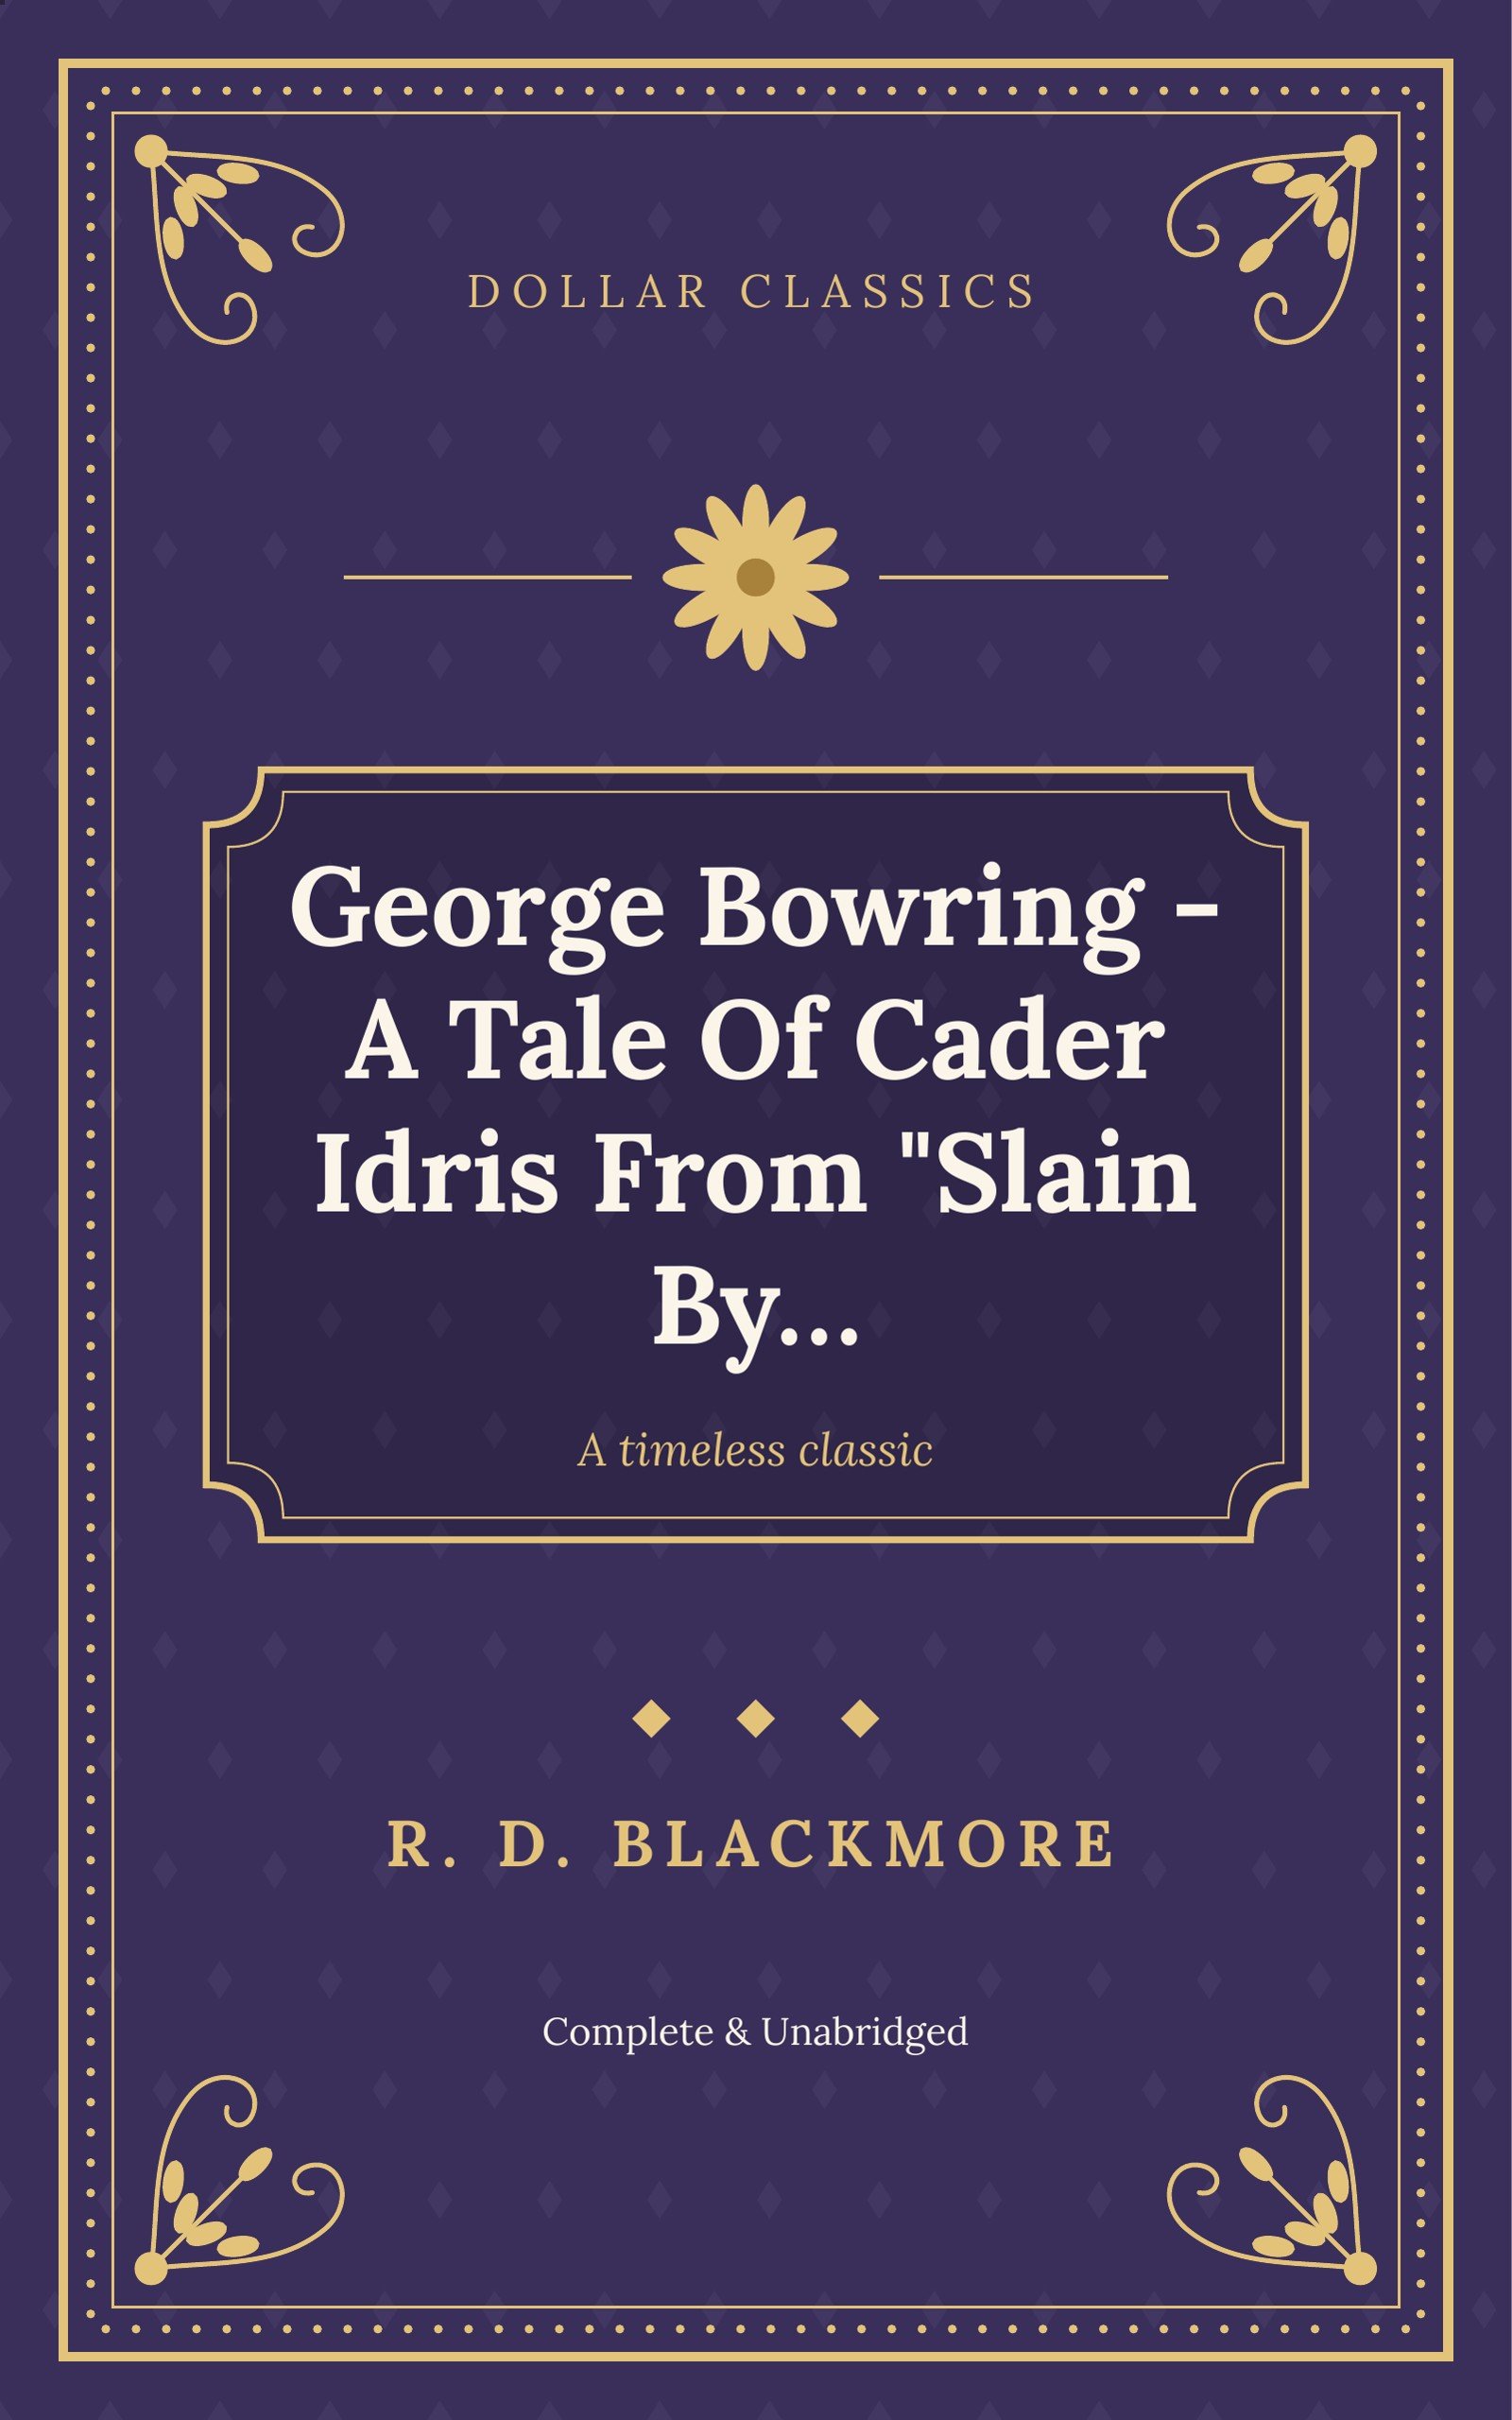 DOLLAR CLASSICS
George Bowring -
A Tale Of Cader
Idris From "Slain
By...
A timeless classic
R. D. BLACKMORE
Complete & Unabridged